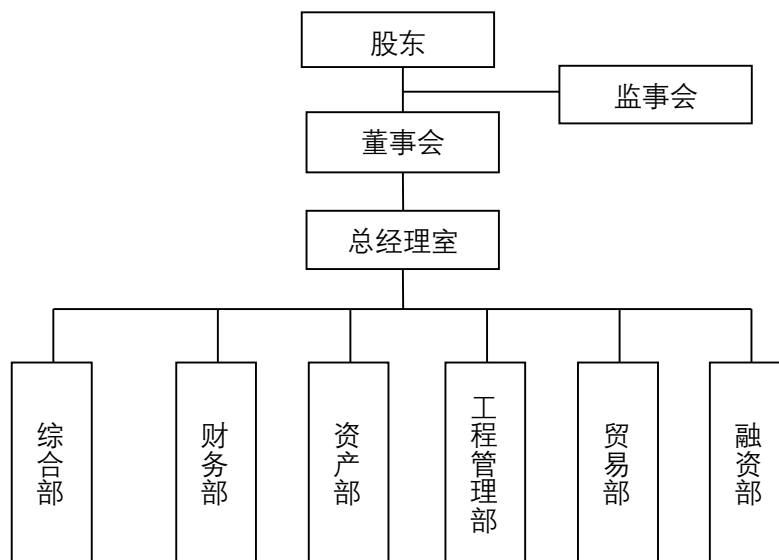 股东
监事会
董事会
总经理室
综合部
财务部
资产部
工程管理部
贸易部
融资部